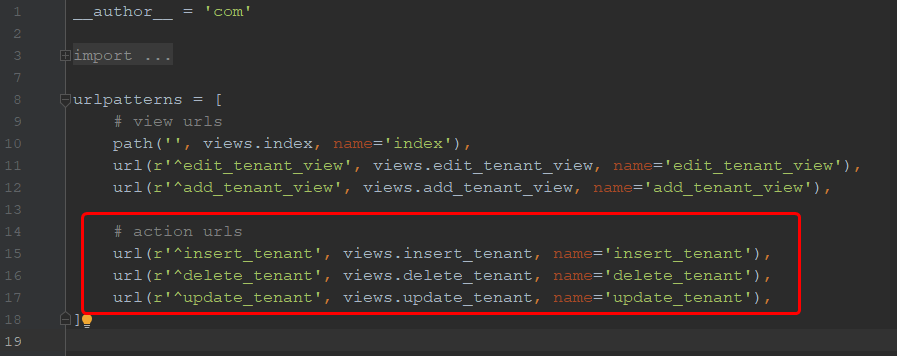 1 __author__ = 'com'
2
3 import ...
7
8 urlpatterns = [
9 # view urls
10 path('', views.index, name='index'),
11 url(r'^edit_tenant_view', views.edit_tenant_view, name='edit_tenant_view'),
12 url(r'^add_tenant_view', views.add_tenant_view, name='add_tenant_view'),
13
14 # action urls
15 url(r'^insert_tenant', views.insert_tenant, name='insert_tenant'),
16 url(r'^delete_tenant', views.delete_tenant, name='delete_tenant'),
17 url(r'^update_tenant', views.update_tenant, name='update_tenant'),
18 ]
19